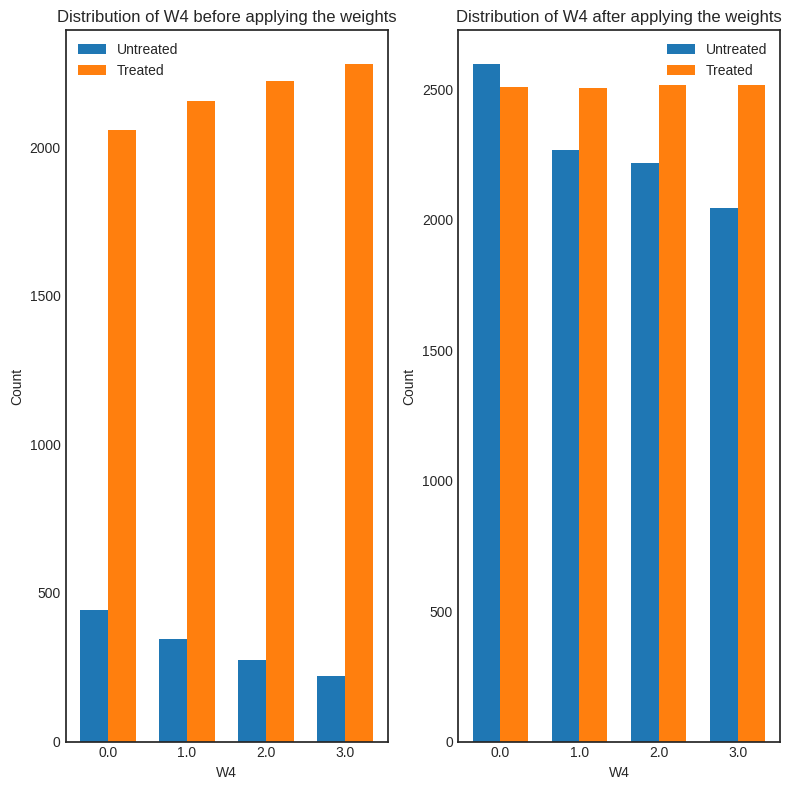 Distribution of W4 before applying the weights
Untreated
Treated
2000
1500
1000
500
0
Count
0.0 1.0 2.0 3.0
W4
Distribution of W4 after applying the weights
Untreated
Treated
2500
2000
1500
1000
500
0
Count
0.0 1.0 2.0 3.0
W4